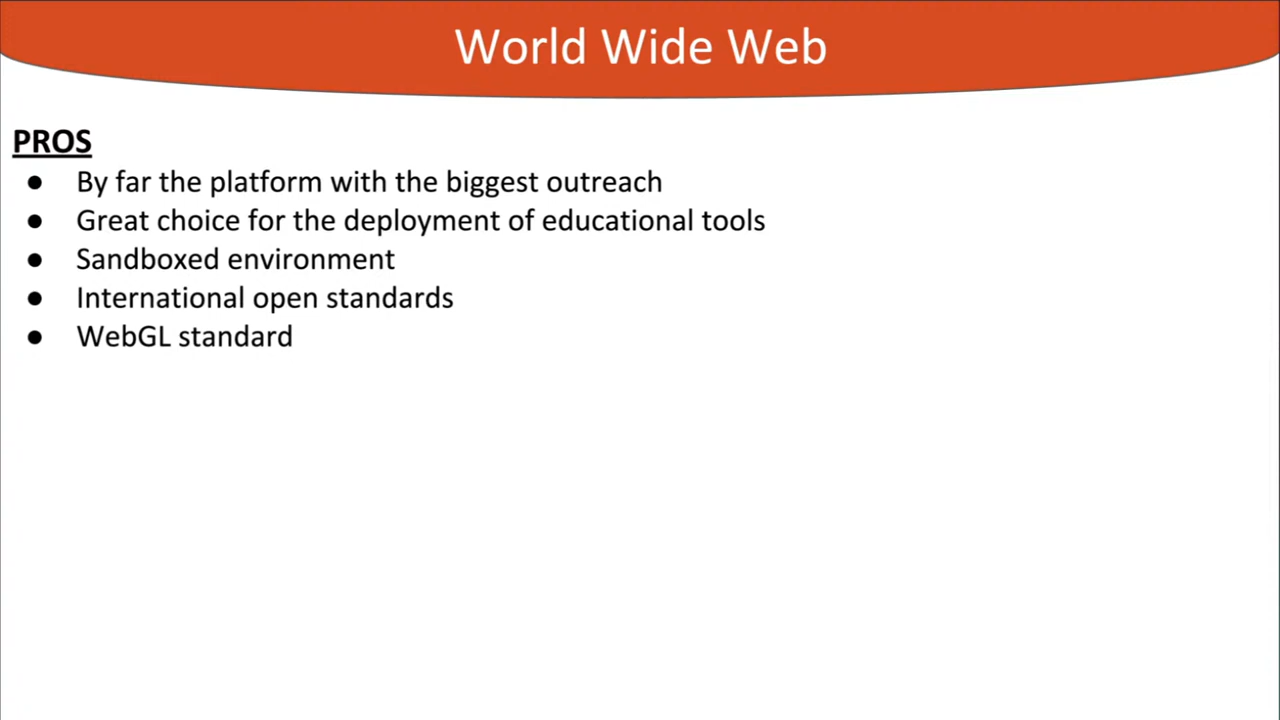 World Wide Web
PROS
● By far the platform with the biggest outreach
● Great choice for the deployment of educational tools
● Sandboxed environment
● International open standards
● WebGL standard